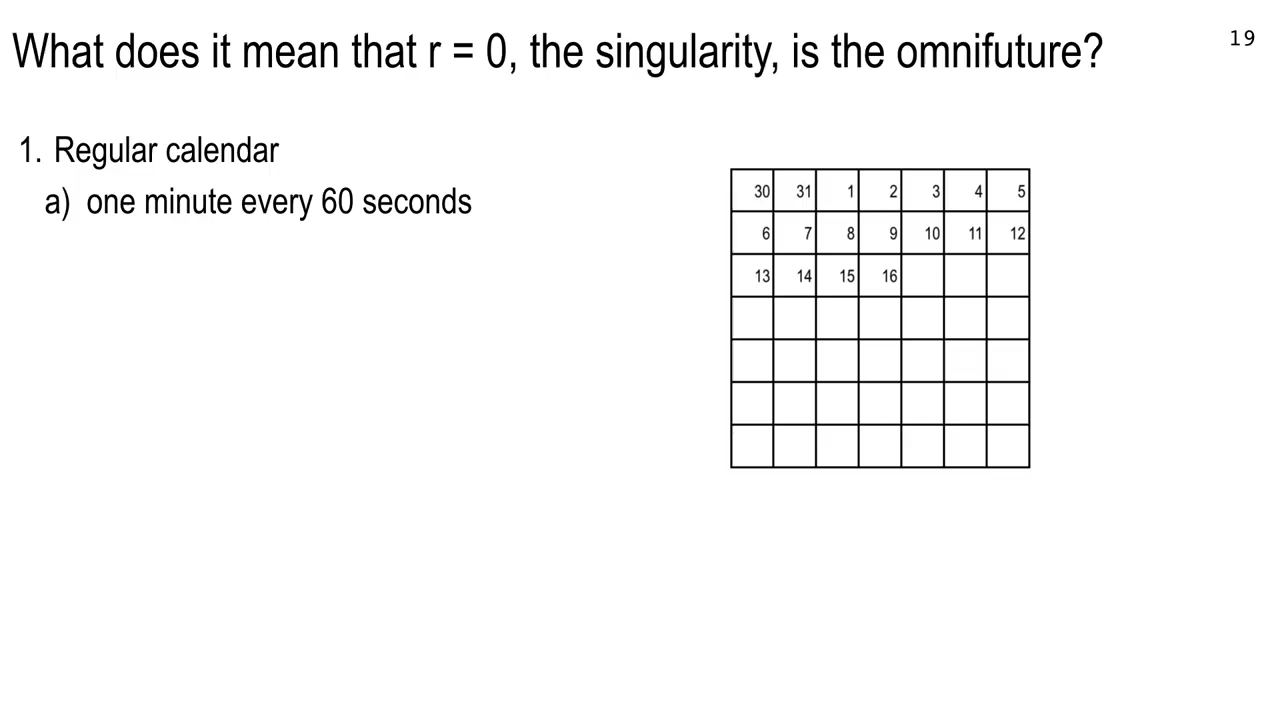 What does it mean that r = 0, the singularity, is the omnifuture?
19
1. Regular calendar
a) one minute every 60 seconds
30 31 1 2 3 4 5
6 7 8 9 10 11 12
13 14 15 16